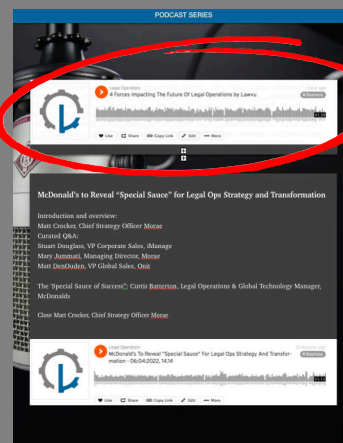 PODCAST SERIES
Legal Operators
4 Forces Impacting The Future Of Legal Operations by Lawvu
# Business
Like Share Copy Link Edit More
McDonald's to Reveal “Special Sauce” for Legal Ops Strategy and Transformation
Introduction and overview:
Matt Crocker, Chief Strategy Officer Morae
Curated Q&A:
Stuart Douglass, VP Corporate Sales, iManage
Mary Jummati, Managing Director, Morae
Matt DenOuden, VP Global Sales, Onit
The 'Special Sauce of Success': Curtis Batterton, Legal Operations & Global Technology Manager,
McDonalds
Close Matt Crocker, Chief Strategy Officer Morae
Legal Operators
McDonald's To Reveal "Special Sauce" For Legal Ops Strategy And Transfor-
mation - 06:04:2022, 14.14
# Business
Like Share Copy Link Edit More